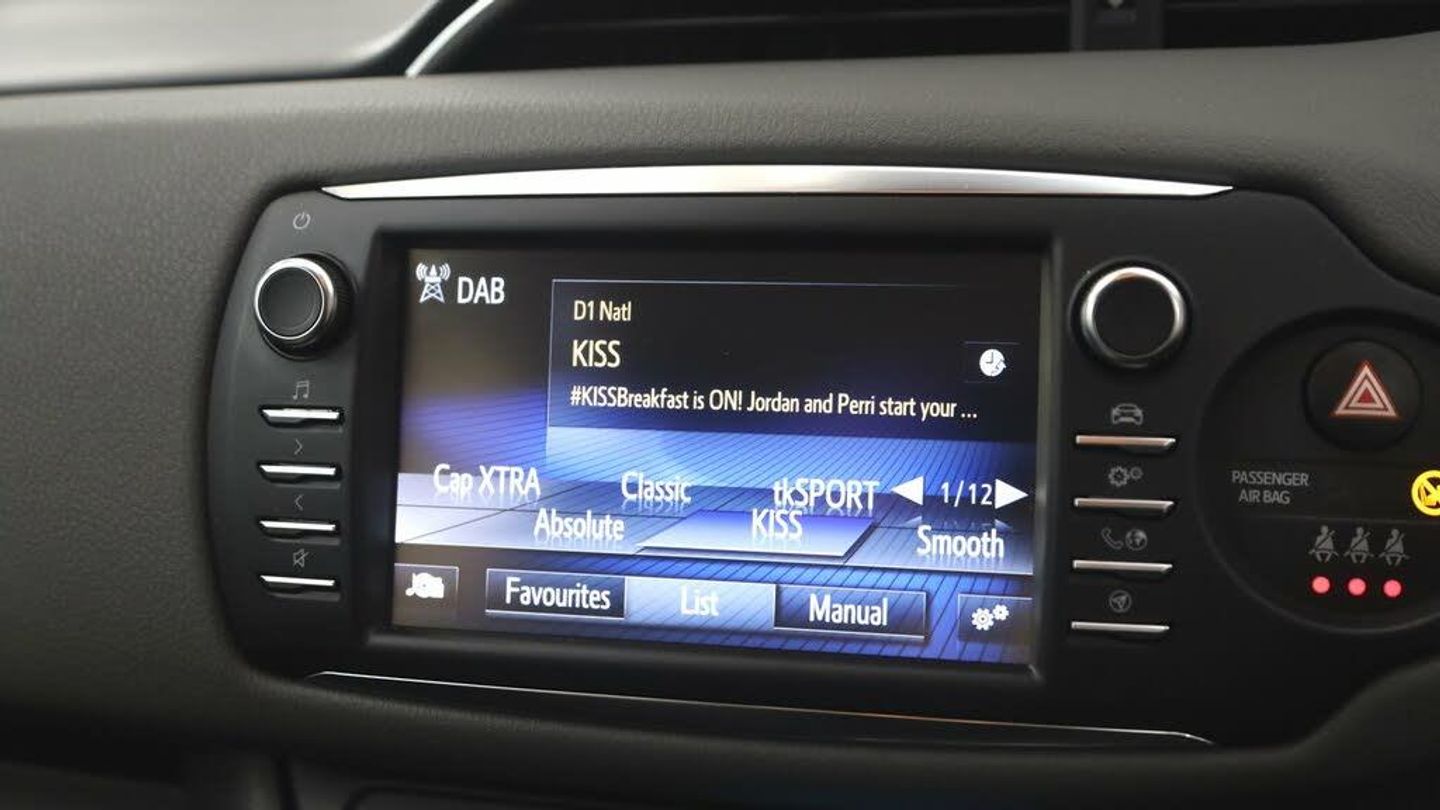 DAB
D1 Natl
KISS
#KISSBreakfast is ON! Jordan and Perri start your ...
Cap XTRA Classic tkSPORT 1/12
Absolute KISS Smooth
Favourites List Manual
PASSENGER
AIR BAG